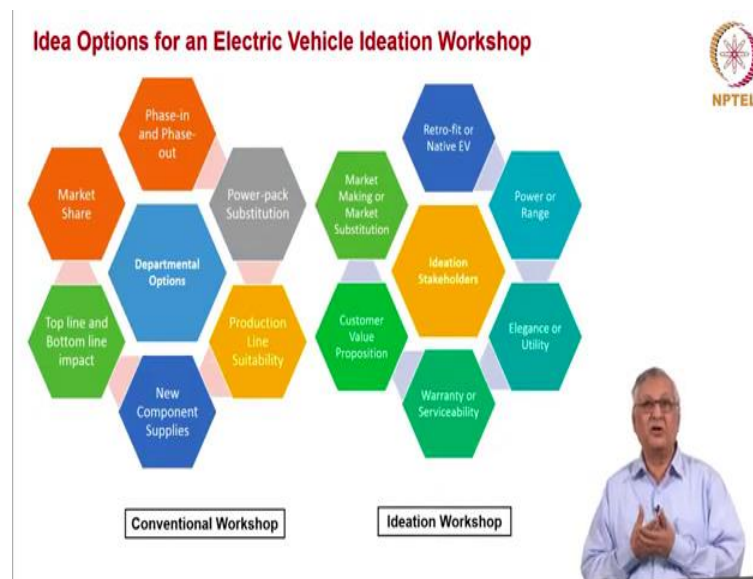 Idea Options for an Electric Vehicle Ideation Workshop
NPTEL
Phase-in
and Phase-
out
Market
Share
Power-pack
Substitution
Departmental
Options
Top line and
Bottom line
impact
Production
Line
Suitability
New
Component
Supplies
Conventional Workshop
Retro-fit or
Native EV
Market
Making or
Market
Substitution
Power or
Range
Ideation
Stakeholders
Customer
Value
Proposition
Elegance or
Utility
Warranty or
Serviceability
Ideation Workshop